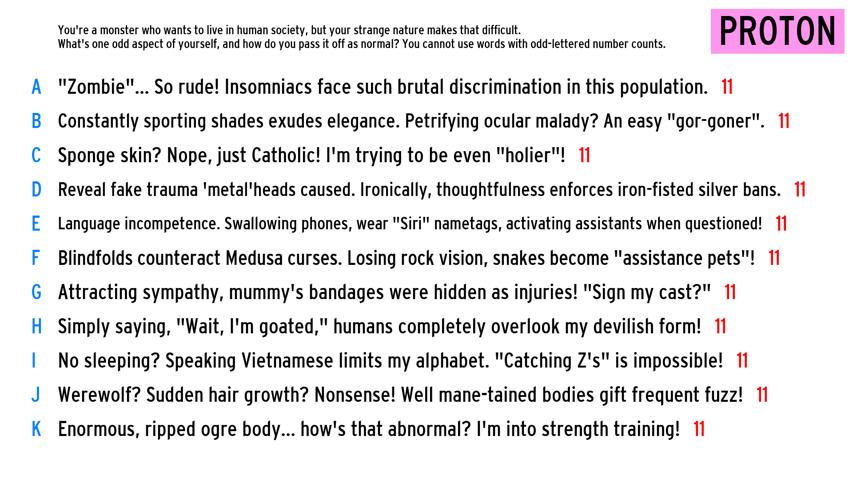 You're a monster who wants to live in human society, but your strange nature makes that difficult.
What's one odd aspect of yourself, and how do you pass it off as normal? You cannot use words with odd-lettered number counts.
PROTON
A "Zombie"... So rude! Insomniacs face such brutal discrimination in this population. 11
B Constantly sporting shades exudes elegance. Petrifying ocular malady? An easy "gor-goner". 11
C Sponge skin? Nope, just Catholic! I'm trying to be even "holier"! 11
D Reveal fake trauma 'metal'heads caused. Ironically, thoughtfulness enforces iron-fisted silver bans. 11
E Language incompetence. Swallowing phones, wear "Siri" nametags, activating assistants when questioned! 11
F Blindfolds counteract Medusa curses. Losing rock vision, snakes become "assistance pets"! 11
G Attracting sympathy, mummy's bandages were hidden as injuries! "Sign my cast?" 11
H Simply saying, "Wait, I'm goated," humans completely overlook my devilish form! 11
I No sleeping? Speaking Vietnamese limits my alphabet. "Catching Z's" is impossible! 11
J Werewolf? Sudden hair growth? Nonsense! Well mane-tained bodies gift frequent fuzz! 11
K Enormous, ripped ogre body... how's that abnormal? I'm into strength training! 11